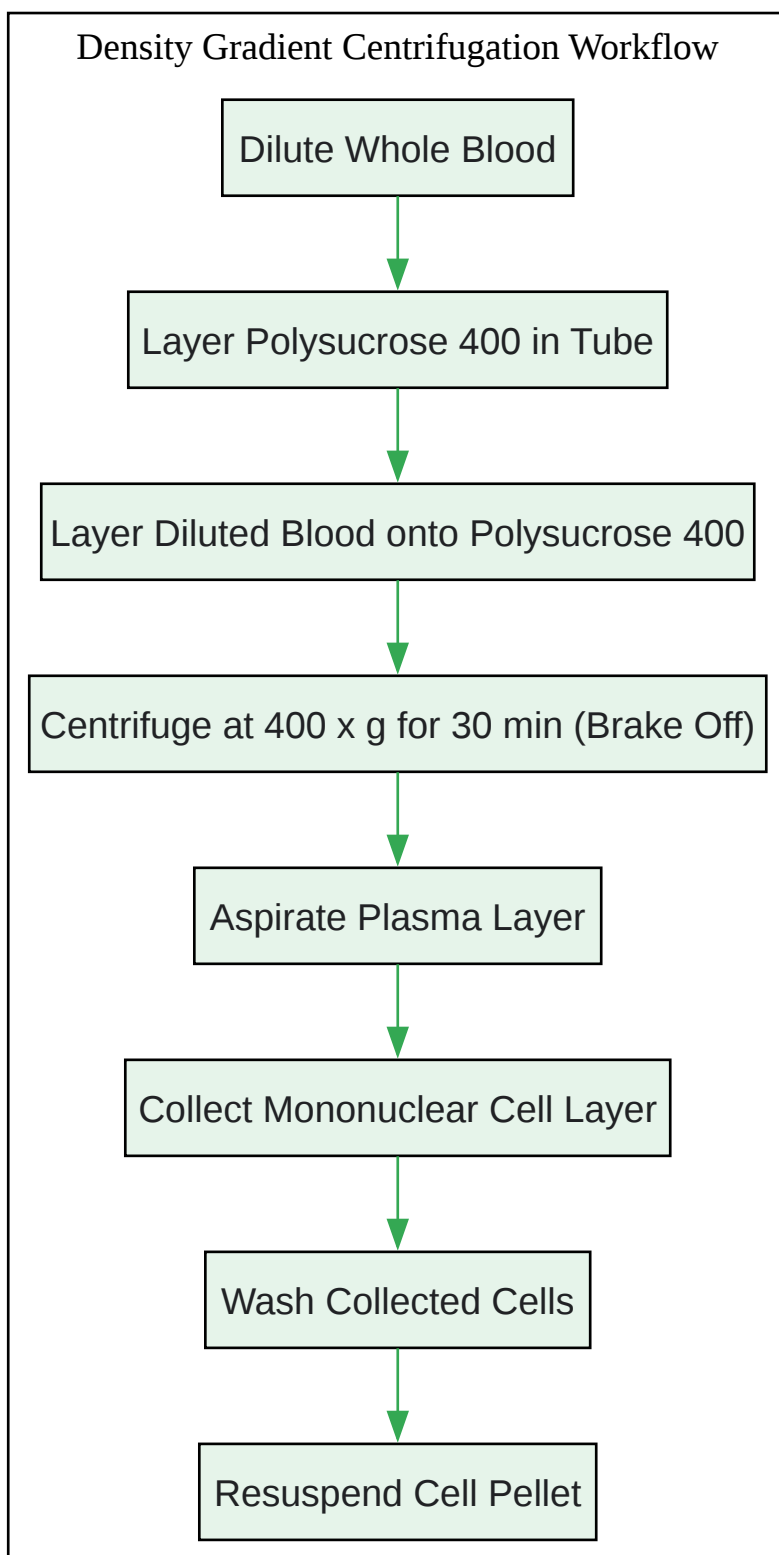 Density Gradient Centrifugation Workflow
Dilute Whole Blood
Layer Polysucrose 400 in Tube
Layer Diluted Blood onto Polysucrose 400
Centrifuge at 400 x g for 30 min (Brake Off)
Aspirate Plasma Layer
Collect Mononuclear Cell Layer
Wash Collected Cells
Resuspend Cell Pellet